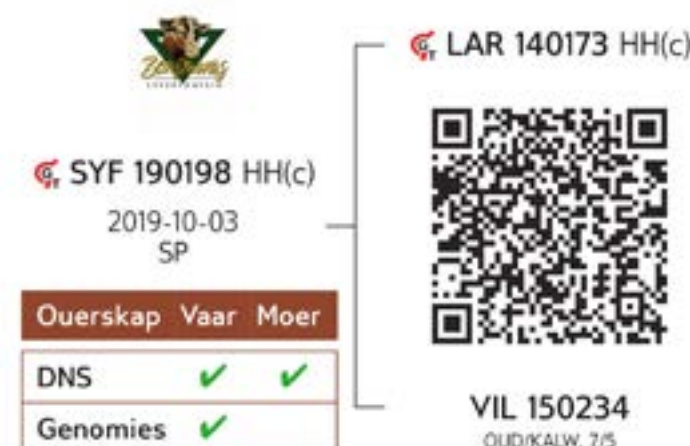 LAR 140173 HH(c)
SYF 190198 HH(c)
2019-10-03
SP
Ouerskap Vaar Moer
DNS ✔ ✔
Genomies ✔
VIL 150234
OUD/KALW. 7/5